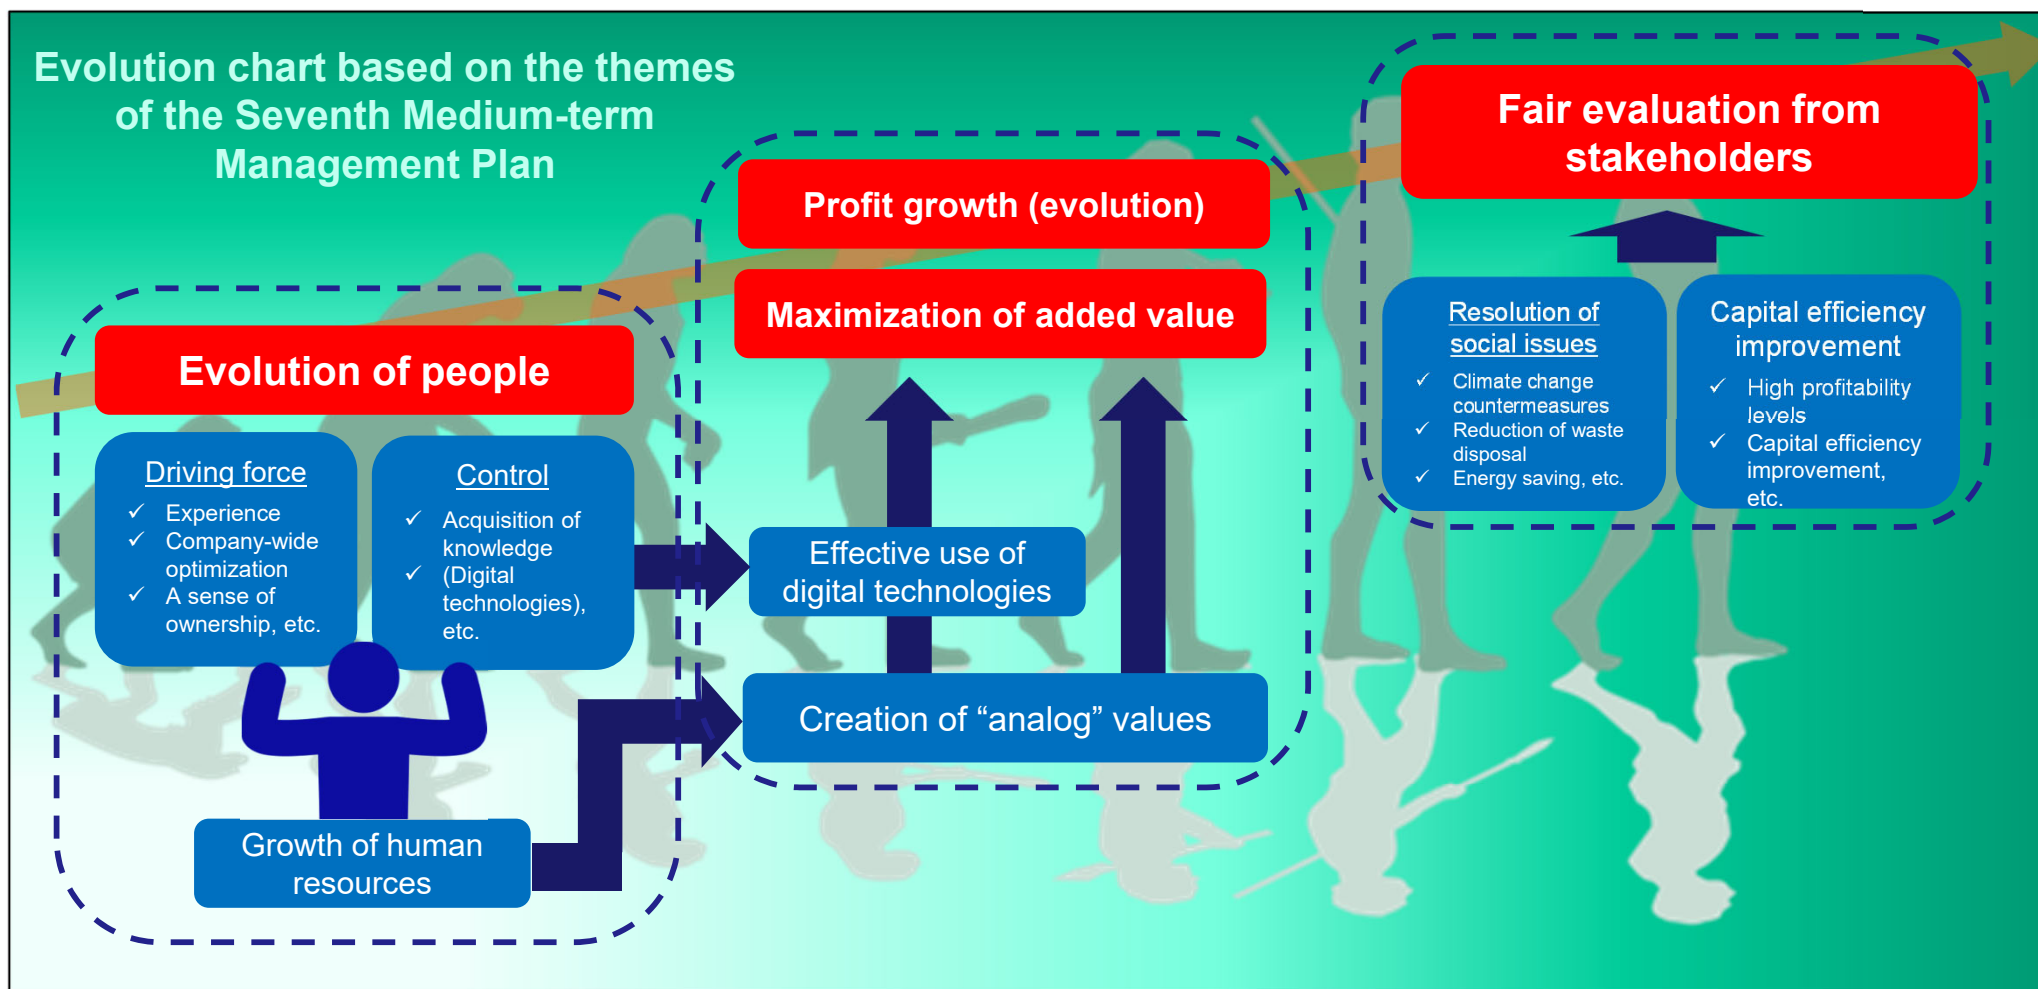 Evolution chart based on the themes
of the Seventh Medium-term
Management Plan
Evolution of people
Driving force
✓ Experience
✓ Company-wide
optimization
✓ A sense of
ownership, etc.
Control
✓ Acquisition of
knowledge
✓ (Digital
technologies),
etc.
Growth of human
resources
Profit growth (evolution)
Maximization of added value
Effective use of
digital technologies
Creation of “analog” values
Fair evaluation from
stakeholders
Resolution of
social issues
✓ Climate change
countermeasures
✓ Reduction of waste
disposal
✓ Energy saving, etc.
Capital efficiency
improvement
✓ High profitability
levels
✓ Capital efficiency
improvement,
etc.